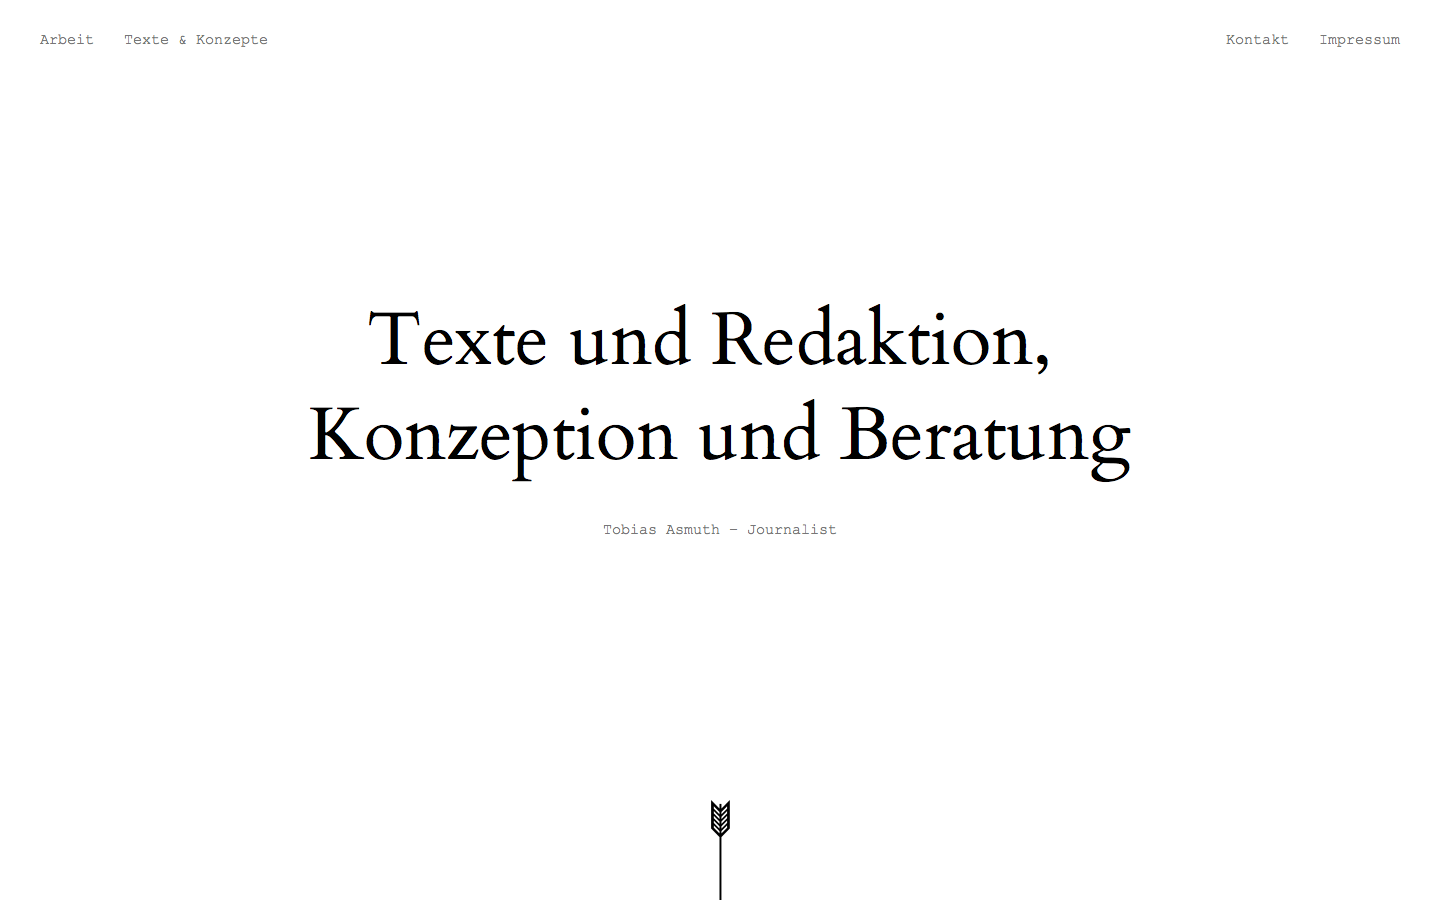 Arbeit Texte & Konzepte Kontakt Impressum
Texte und Redaktion,
Konzeption und Beratung
Tobias Asmuth – Journalist